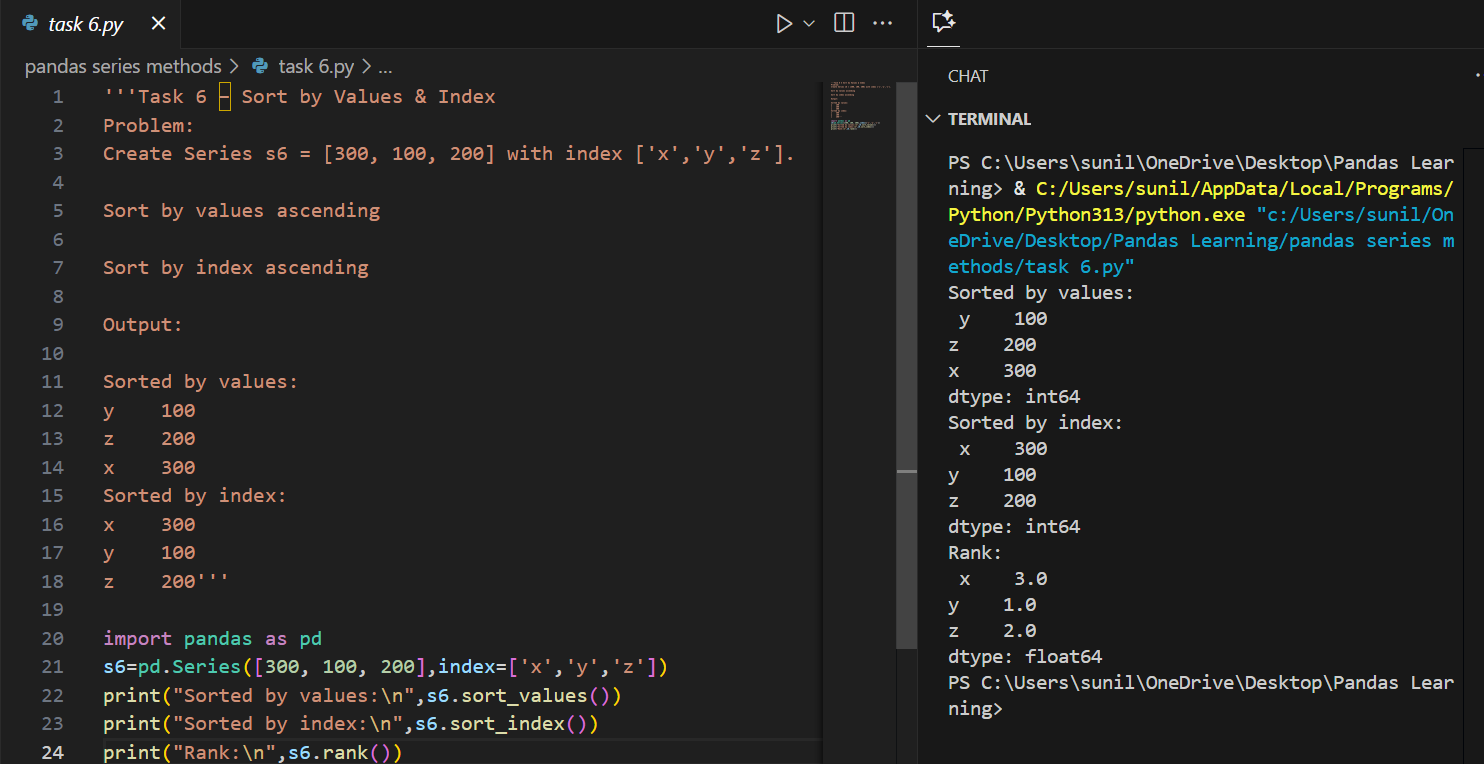 task 6.py
pandas series methods > task 6.py > ...
1 '''Task 6 – Sort by Values & Index
2 Problem:
3 Create Series s6 = [300, 100, 200] with index ['x','y','z'].
4
5 Sort by values ascending
6
7 Sort by index ascending
8
9 Output:
10
11 Sorted by values:
12 y    100
13 z    200
14 x    300
15 Sorted by index:
16 x    300
17 y    100
18 z    200'''
19
20 import pandas as pd
21 s6=pd.Series([300, 100, 200],index=['x','y','z'])
22 print("Sorted by values:\n",s6.sort_values())
23 print("Sorted by index:\n",s6.sort_index())
24 print("Rank:\n",s6.rank())
CHAT
TERMINAL
PS C:\Users\sunil\OneDrive\Desktop\Pandas Lear
ning> & C:/Users/sunil/AppData/Local/Programs/
Python/Python313/python.exe "c:/Users/sunil/On
eDrive/Desktop/Pandas Learning/pandas series m
ethods/task 6.py"
Sorted by values:
 y    100
z    200
x    300
dtype: int64
Sorted by index:
 x    300
y    100
z    200
dtype: int64
Rank:
 x    3.0
y    1.0
z    2.0
dtype: float64
PS C:\Users\sunil\OneDrive\Desktop\Pandas Lear
ning>